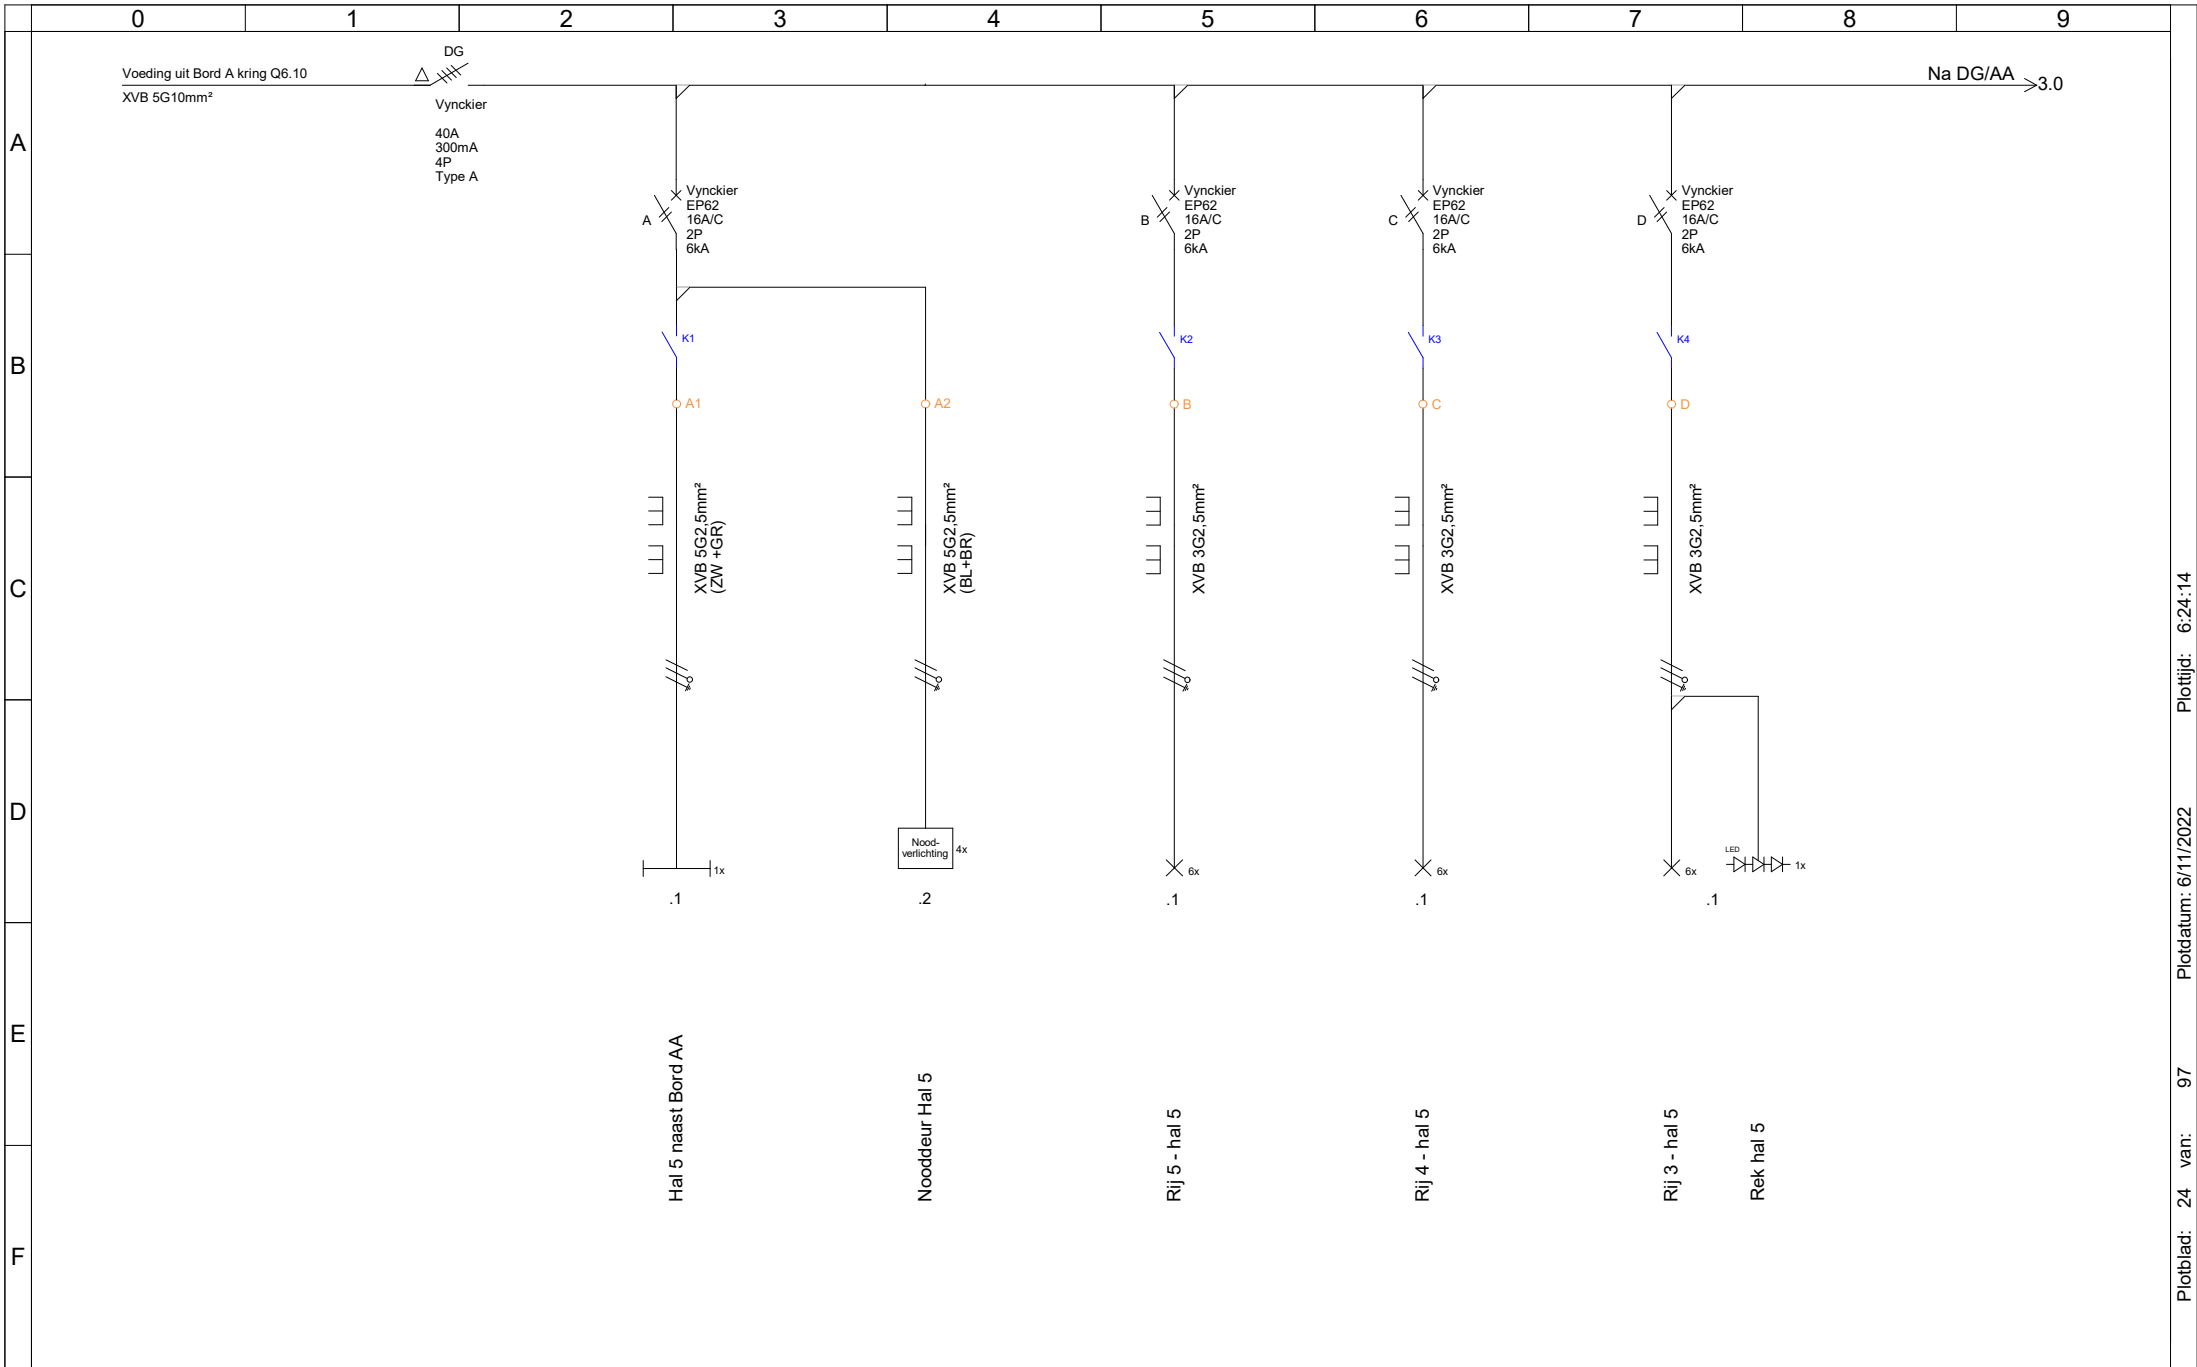 0 1 2 3 4 5 6 7 8 9
A
B
C
D
E
F
DG
Voeding uit Bord A kring Q6.10
XVB 5G10mm²
Vynckier
40A
300mA
4P
Type A
Na DG/AA
3.0
A
Vynckier
EP62
16A/C
2P
6kA
B
Vynckier
EP62
16A/C
2P
6kA
C
Vynckier
EP62
16A/C
2P
6kA
D
Vynckier
EP62
16A/C
2P
6kA
K1
K2
K3
K4
A1
A2
B
C
D
XVB 5G2,5mm²
(ZW +GR)
XVB 5G2,5mm²
(BL+BR)
XVB 3G2,5mm²
XVB 3G2,5mm²
XVB 3G2,5mm²
1x
Nood-
verlichting
4x
6x
6x
6x
LED
1x
.1
.2
.1
.1
.1
Hal 5 naast Bord AA
Nooddeur Hal 5
Rij 5 - hal 5
Rij 4 - hal 5
Rij 3 - hal 5
Rek hal 5
Plotblad: 24 van: 97 Plotdatum: 6/11/2022 Plottijd: 6:24:14